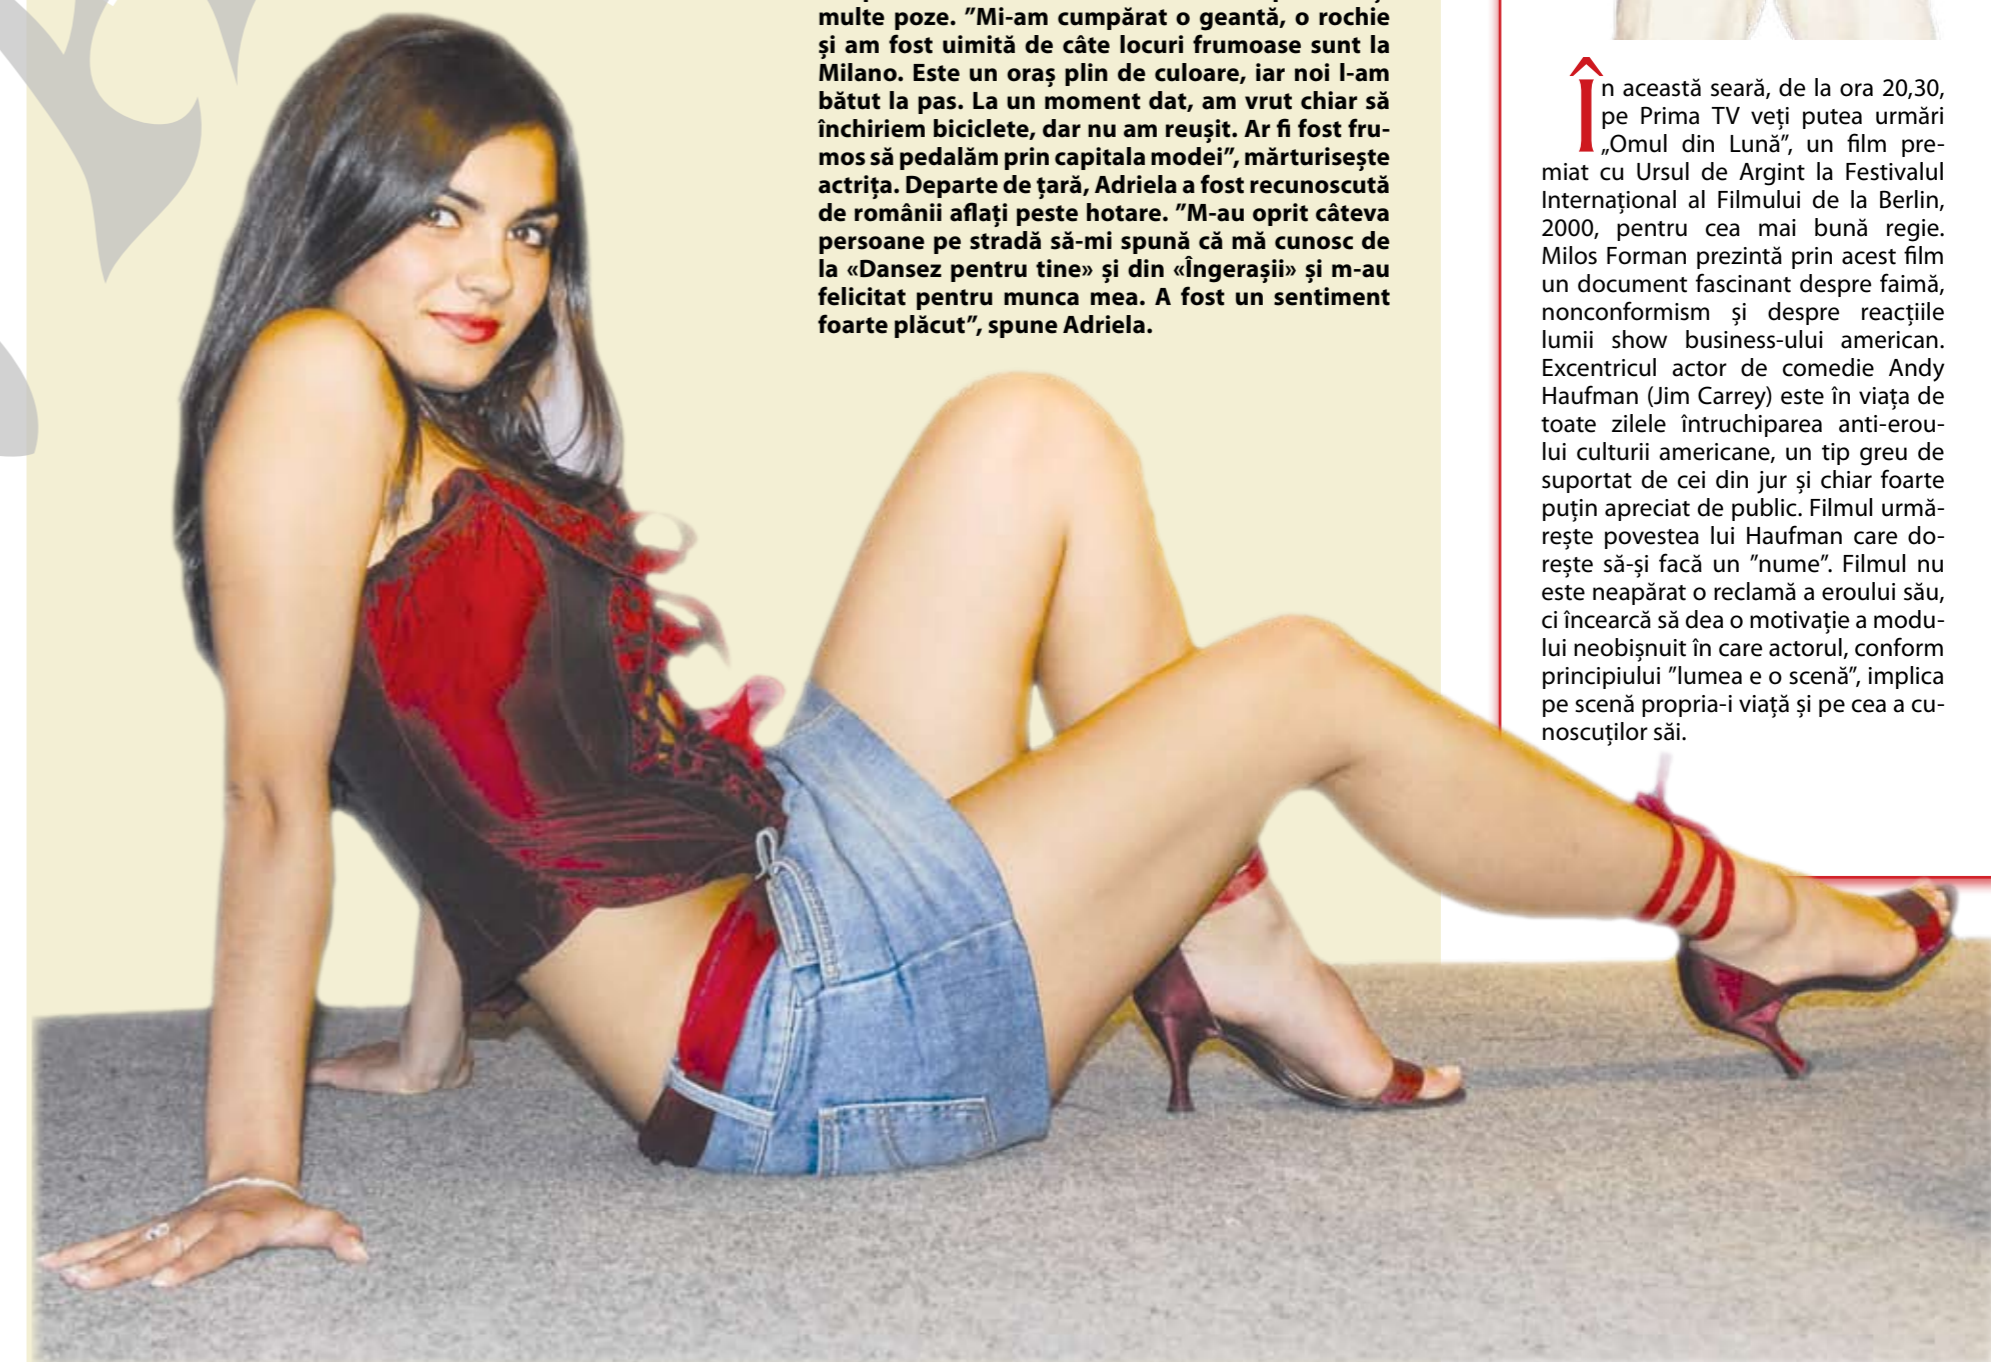 multe poze. ”Mi-am cumpărat o geantă, o rochie
și am fost uimită de câte locuri frumoase sunt la
Milano. Este un oraș plin de culoare, iar noi l-am
bătut la pas. La un moment dat, am vrut chiar să
închiriem biciclete, dar nu am reușit. Ar fi fost fru-
mos să pedalăm prin capitala modei”, mărturisește
actrița. Departe de țară, Adriela a fost recunoscută
de românii aflați peste hotare. ”M-au oprit câteva
persoane pe stradă să-mi spună că mă cunosc de
la «Dansez pentru tine» și din «Îngerașii» și m-au
felicitat pentru munca mea. A fost un sentiment
foarte plăcut”, spune Adriela.
În această seară, de la ora 20,30,
pe Prima TV veți putea urmări
„Omul din Lună”, un film pre-
miat cu Ursul de Argint la Festivalul
Internațional al Filmului de la Berlin,
2000, pentru cea mai bună regie.
Milos Forman prezintă prin acest film
un document fascinant despre faimă,
nonconformism și despre reacțiile
lumii show business-ului american.
Excentricul actor de comedie Andy
Haufman (Jim Carrey) este în viața de
toate zilele întruchiparea anti-erou-
lui culturii americane, un tip greu de
suportat de cei din jur și chiar foarte
puțin apreciat de public. Filmul urmă-
rește povestea lui Haufman care do-
rește să-și facă un ”nume”. Filmul nu
este neapărat o reclamă a eroului său,
ci încearcă să dea o motivație a modu-
lui neobișnuit în care actorul, conform
principiului ”lumea e o scenă”, implica
pe scenă propria-i viață și pe cea a cu-
noscuților săi.